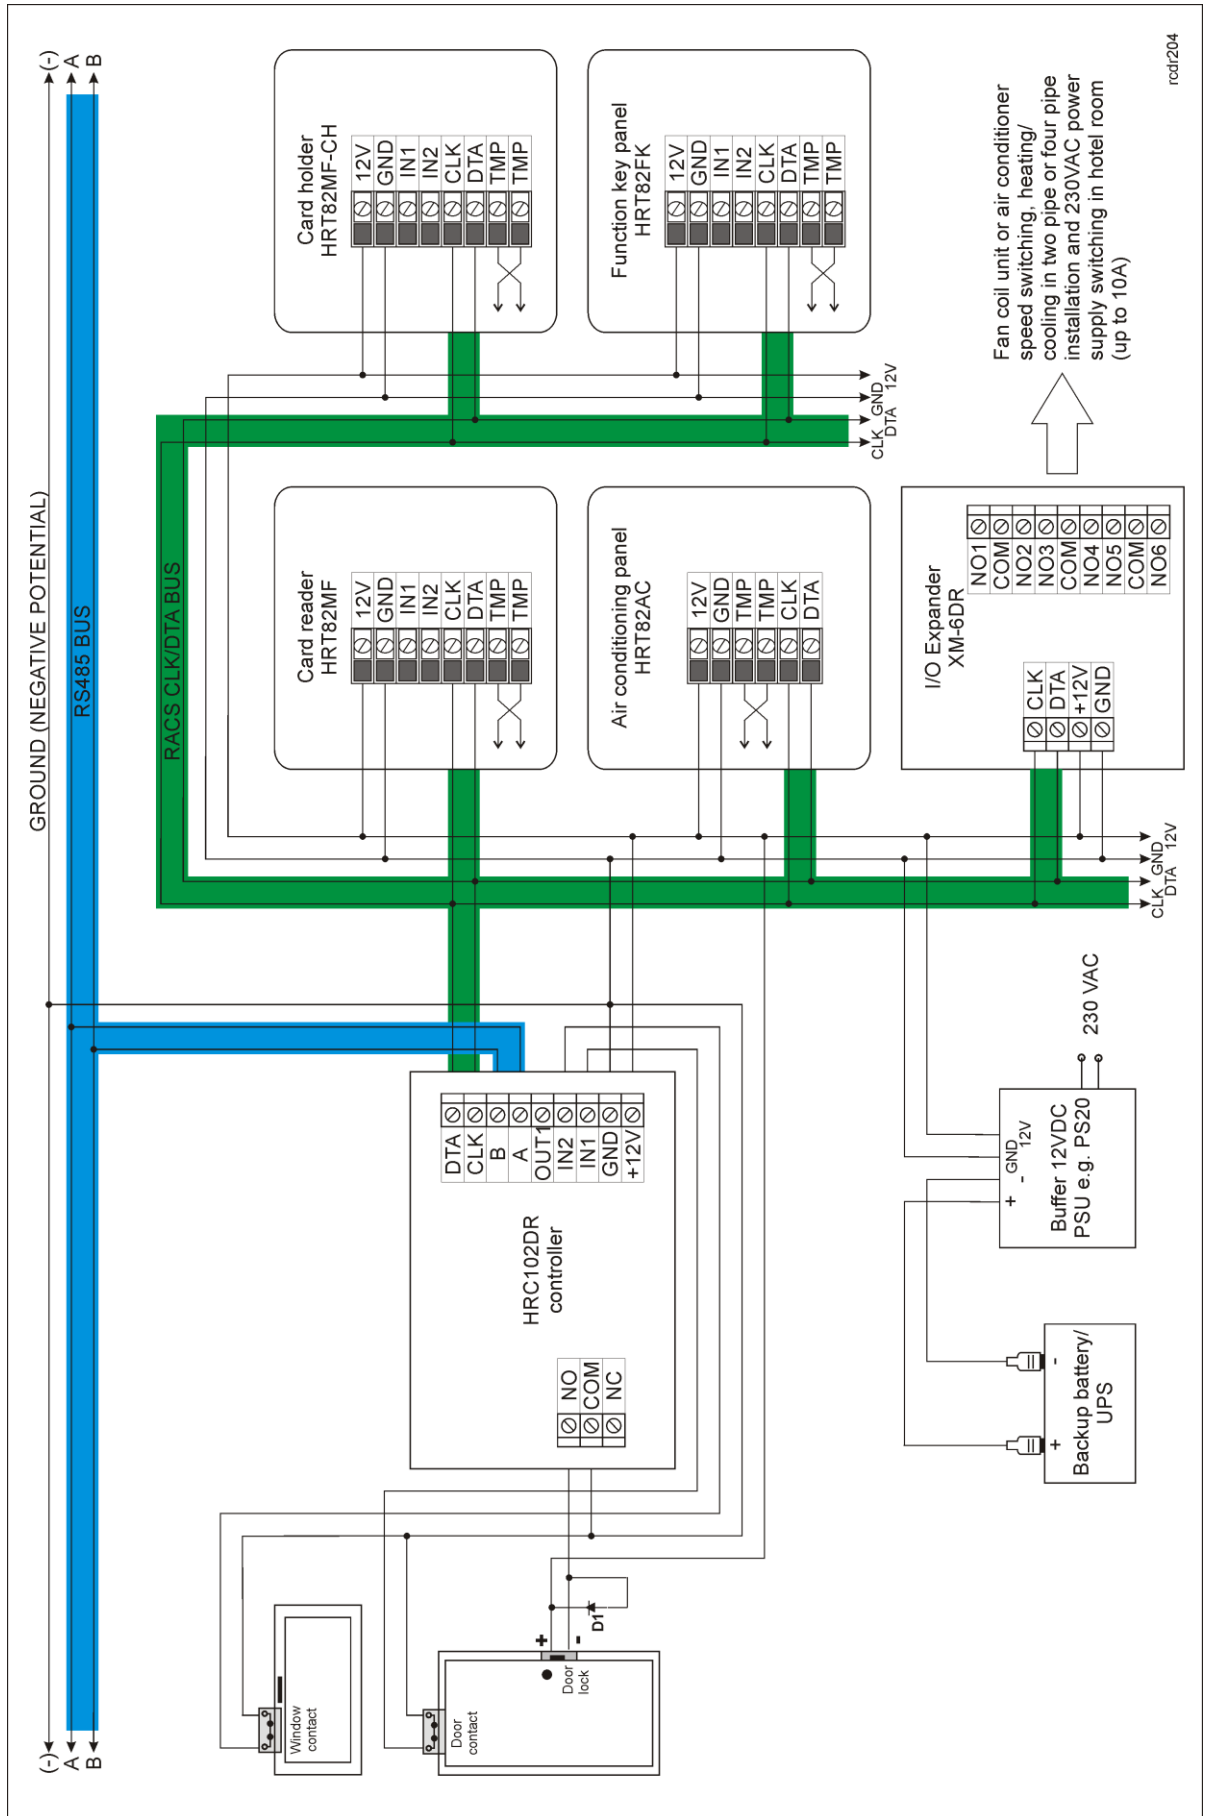 GROUND (NEGATIVE POTENTIAL)
RS485 BUS
RACS CLK/DTA BUS
(-)
A
B
(-)
A
B
Card holder
HRT82MF-CH
12V
GND
IN1
IN2
CLK
DTA
TMP
TMP
Function key panel
HRT82FK
12V
GND
IN1
IN2
CLK
DTA
TMP
TMP
CLK
DTA
GND
12V
Card reader
HRT82MF
12V
GND
IN1
IN2
CLK
DTA
TMP
TMP
Air conditioning panel
HRT82AC
12V
GND
TMP
TMP
CLK
DTA
I/O Expander
XM-6DR
NO1
COM
NO2
NO3
COM
NO4
NO5
COM
NO6
CLK
DTA
+12V
GND
Fan coil unit or air conditioner
speed switching, heating/
cooling in two pipe or four pipe
installation and 230VAC power
supply switching in hotel room
(up to 10A)
rcdr204
CLK
DTA
GND
12V
HRC102DR
controller
DTA
CLK
B
A
OUT1
IN2
IN1
GND
+12V
NO
COM
NC
230 VAC
Buffer 12VDC
PSU e.g. PS20
+
-
GND
12V
Backup battery/
UPS
+
-
Window
contact
Door
contact
Door
lock
+
-
D1